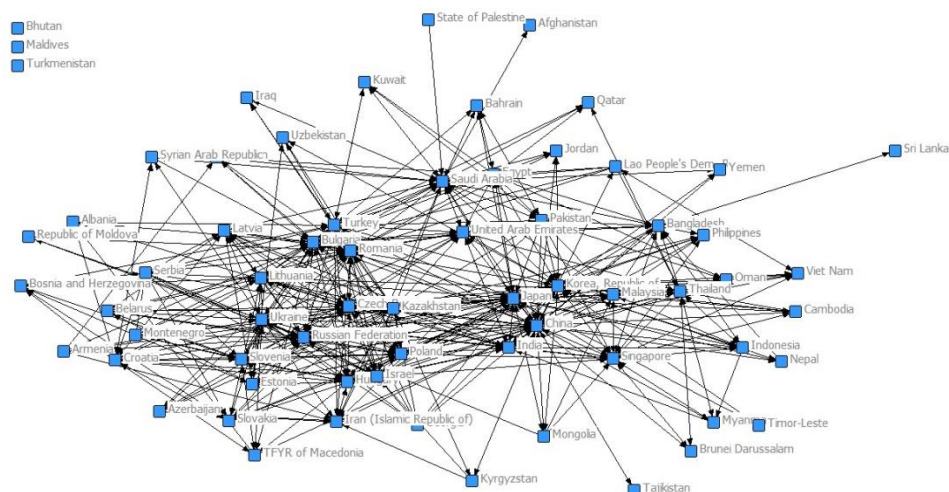 State of Palestine
Afghanistan
Bhutan
Maldives
Turkmenistan
Kuwait
Iraq
Bahrain
Qatar
Uzbekistan
Syrian Arab Republic
Jordan
Sri Lanka
Lao People's Dem
Yemen
Saudi Arabia
Albania
Republic of Moldova
Latvia
Turkey
Pakistan
United Arab Emirates
Bangladesh
Philippines
Romania
Serbia
Lithuania
Bosnia and Herzegovina
Kazakhstan
Korea, Republic of
Oman
Viet Nam
Malaysia
Thailand
Japan
Belarus
Ukraine
Cambodia
China
Montenegro
Russian Federation
Armenia
Croatia
Slovenia
Poland
India
Singapore
Indonesia
Nepal
Estonia
Israel
Azerbaijan
Slovakia
Iran (Islamic Republic of)
Timor-Leste
Mongolia
TFYR of Macedonia
Brunei Darussalam
Kyrgyzstan
Tajikistan